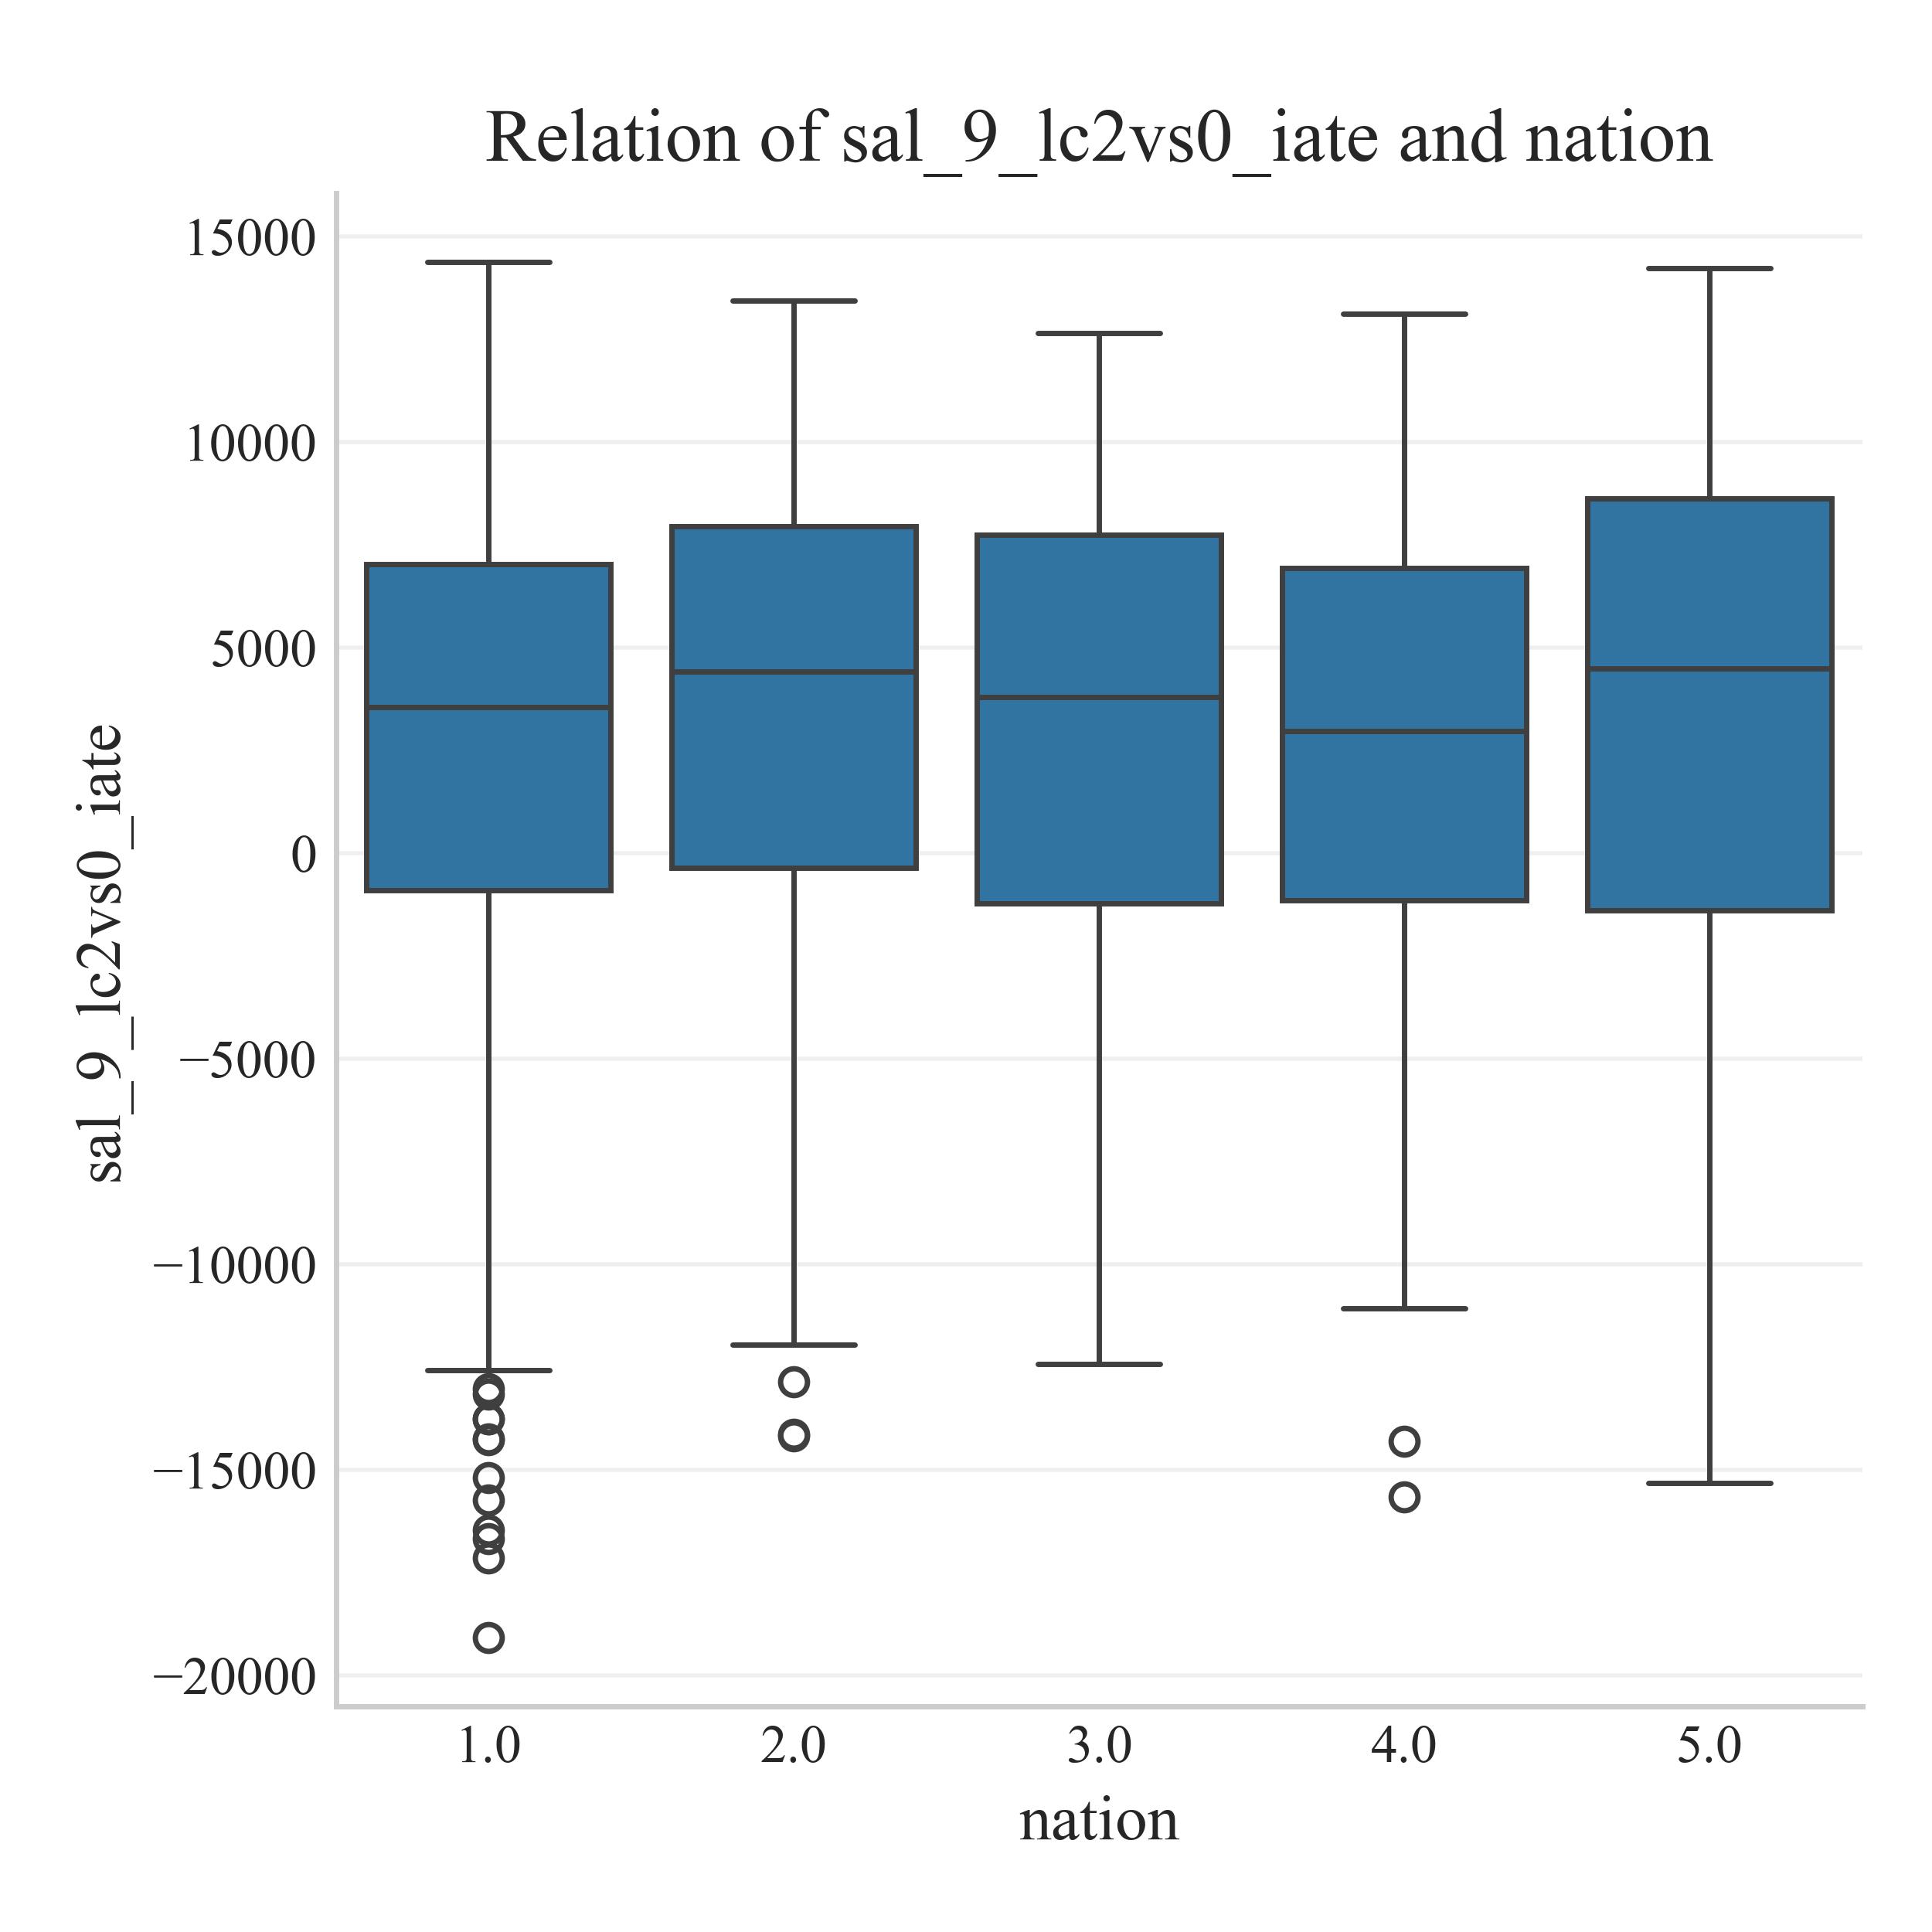 Relation of sal_9_lc2vs0_iate and nation
15000
10000
5000
0
−5000
−10000
−15000
−20000
sal_9_lc2vs0_iate
1.0 2.0 3.0 4.0 5.0
nation